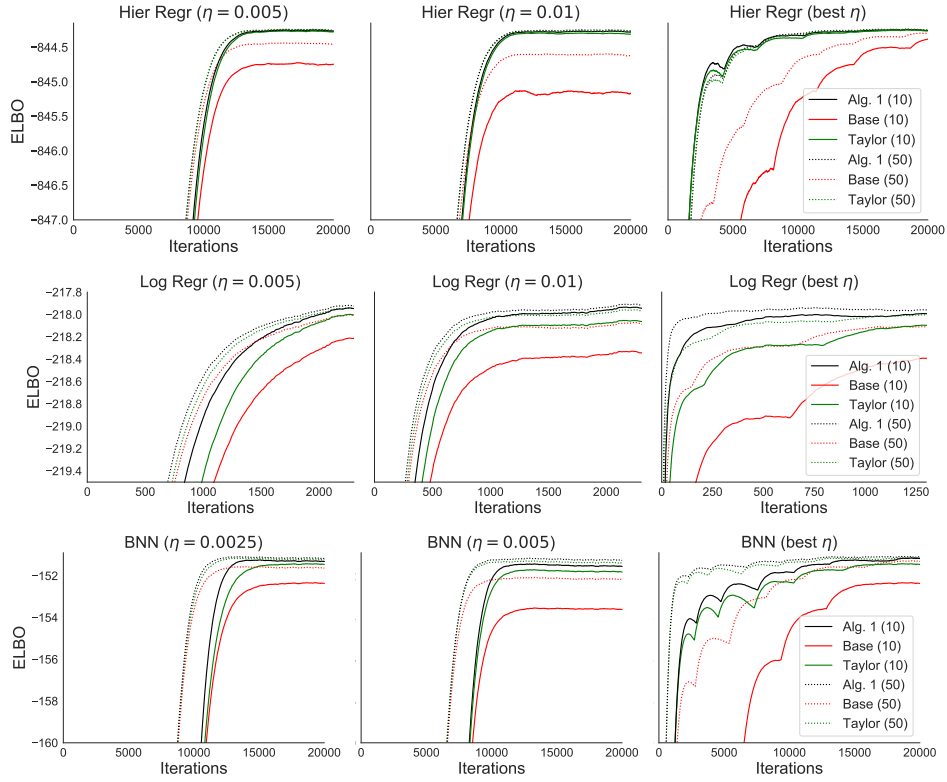 Hier Regr (η = 0.005)
Hier Regr (η = 0.01)
Hier Regr (best η)
ELBO
−844.5
−845.0
−845.5
−846.0
−846.5
−847.0
0 5000 10000 15000 20000
0 5000 10000 15000 20000
0 5000 10000 15000 20000
Iterations
Iterations
Iterations
Alg. 1 (10)
Base (10)
Taylor (10)
Alg. 1 (50)
Base (50)
Taylor (50)
Log Regr (η = 0.005)
Log Regr (η = 0.01)
Log Regr (best η)
ELBO
−217.8
−218.0
−218.2
−218.4
−218.6
−218.8
−219.0
−219.2
−219.4
0 500 1000 1500 2000
0 500 1000 1500 2000
0 250 500 750 1000 1250
Iterations
Iterations
Iterations
Alg. 1 (10)
Base (10)
Taylor (10)
Alg. 1 (50)
Base (50)
Taylor (50)
BNN (η = 0.0025)
BNN (η = 0.005)
BNN (best η)
ELBO
−152
−154
−156
−158
−160
0 5000 10000 15000 20000
0 5000 10000 15000 20000
0 5000 10000 15000 20000
Iterations
Iterations
Iterations
Alg. 1 (10)
Base (10)
Taylor (10)
Alg. 1 (50)
Base (50)
Taylor (50)